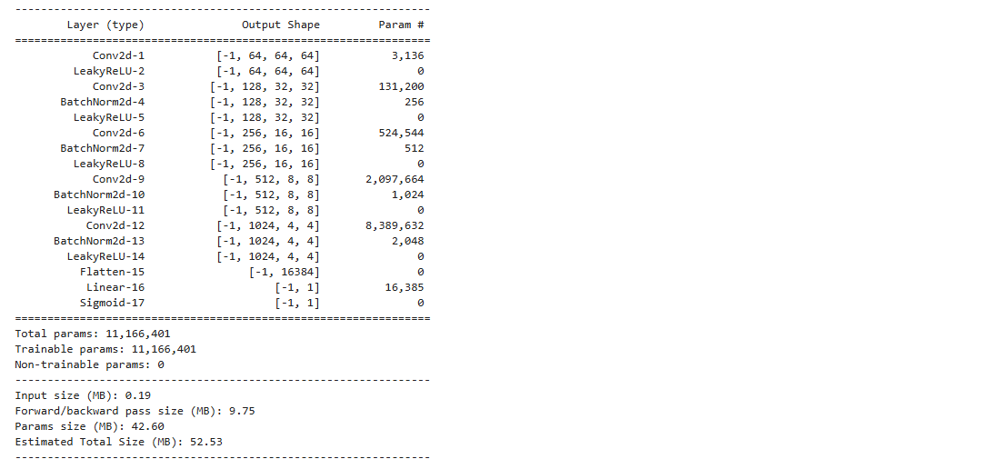 ----------------------------------------------------------------
        Layer (type)               Output Shape         Param #
================================================================
            Conv2d-1           [-1, 64, 64, 64]           3,136
         LeakyReLU-2           [-1, 64, 64, 64]               0
            Conv2d-3          [-1, 128, 32, 32]         131,200
       BatchNorm2d-4          [-1, 128, 32, 32]             256
         LeakyReLU-5          [-1, 128, 32, 32]               0
            Conv2d-6          [-1, 256, 16, 16]         524,544
       BatchNorm2d-7          [-1, 256, 16, 16]             512
         LeakyReLU-8          [-1, 256, 16, 16]               0
            Conv2d-9            [-1, 512, 8, 8]       2,097,664
      BatchNorm2d-10            [-1, 512, 8, 8]           1,024
        LeakyReLU-11            [-1, 512, 8, 8]               0
           Conv2d-12           [-1, 1024, 4, 4]       8,389,632
      BatchNorm2d-13           [-1, 1024, 4, 4]           2,048
        LeakyReLU-14           [-1, 1024, 4, 4]               0
          Flatten-15                [-1, 16384]               0
           Linear-16                    [-1, 1]          16,385
          Sigmoid-17                    [-1, 1]               0
================================================================
Total params: 11,166,401
Trainable params: 11,166,401
Non-trainable params: 0
----------------------------------------------------------------
Input size (MB): 0.19
Forward/backward pass size (MB): 9.75
Params size (MB): 42.60
Estimated Total Size (MB): 52.53
----------------------------------------------------------------